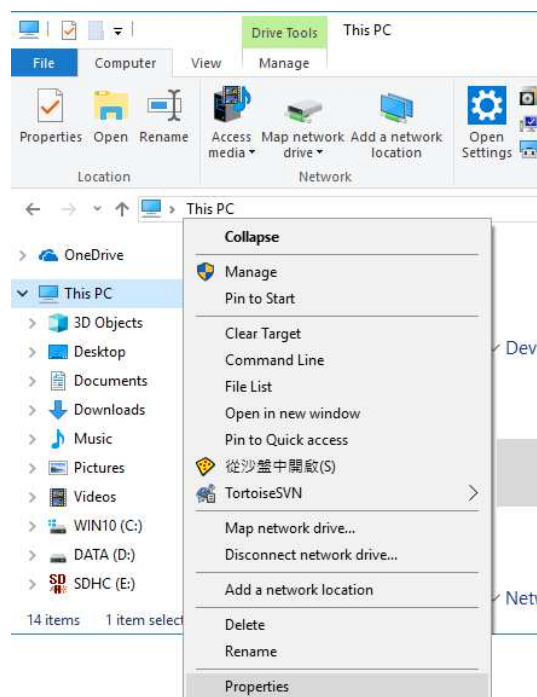 Drive Tools
This PC
File
Computer
View
Manage
Properties
Open
Rename
Access media
Map network drive
Add a network location
Open Settings
Location
Network
This PC
OneDrive
This PC
3D Objects
Desktop
Documents
Downloads
Music
Pictures
Videos
WIN10 (C:)
DATA (D:)
SD
SDHC (E:)
14 items
1 item select
Collapse
Manage
Pin to Start
Clear Target
Command Line
File List
Open in new window
Pin to Quick access
從沙盤中開啟(S)
TortoiseSVN
Map network drive...
Disconnect network drive...
Add a network location
Delete
Rename
Properties
Dev
Netw